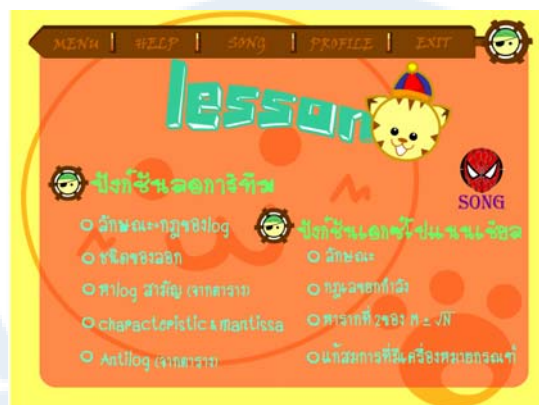 MENU HELP SONG PROFILE EXIT
lesson
SONG
ฟังก์ชันลอการิทึม
ลักษณะ+กฎของlog
ชนิดของลอก
หาlog สามัญ (จากตาราง)
characteristic & mantissa
Antilog (จากตาราง)
ฟังก์ชันเอกซ์โปแนนเชียล
ลักษณะ
กฎเลขยกกำลัง
หารากที่ 2ของ M ± √N
แก้สมการที่มีเครื่องหมายกรณฑ์